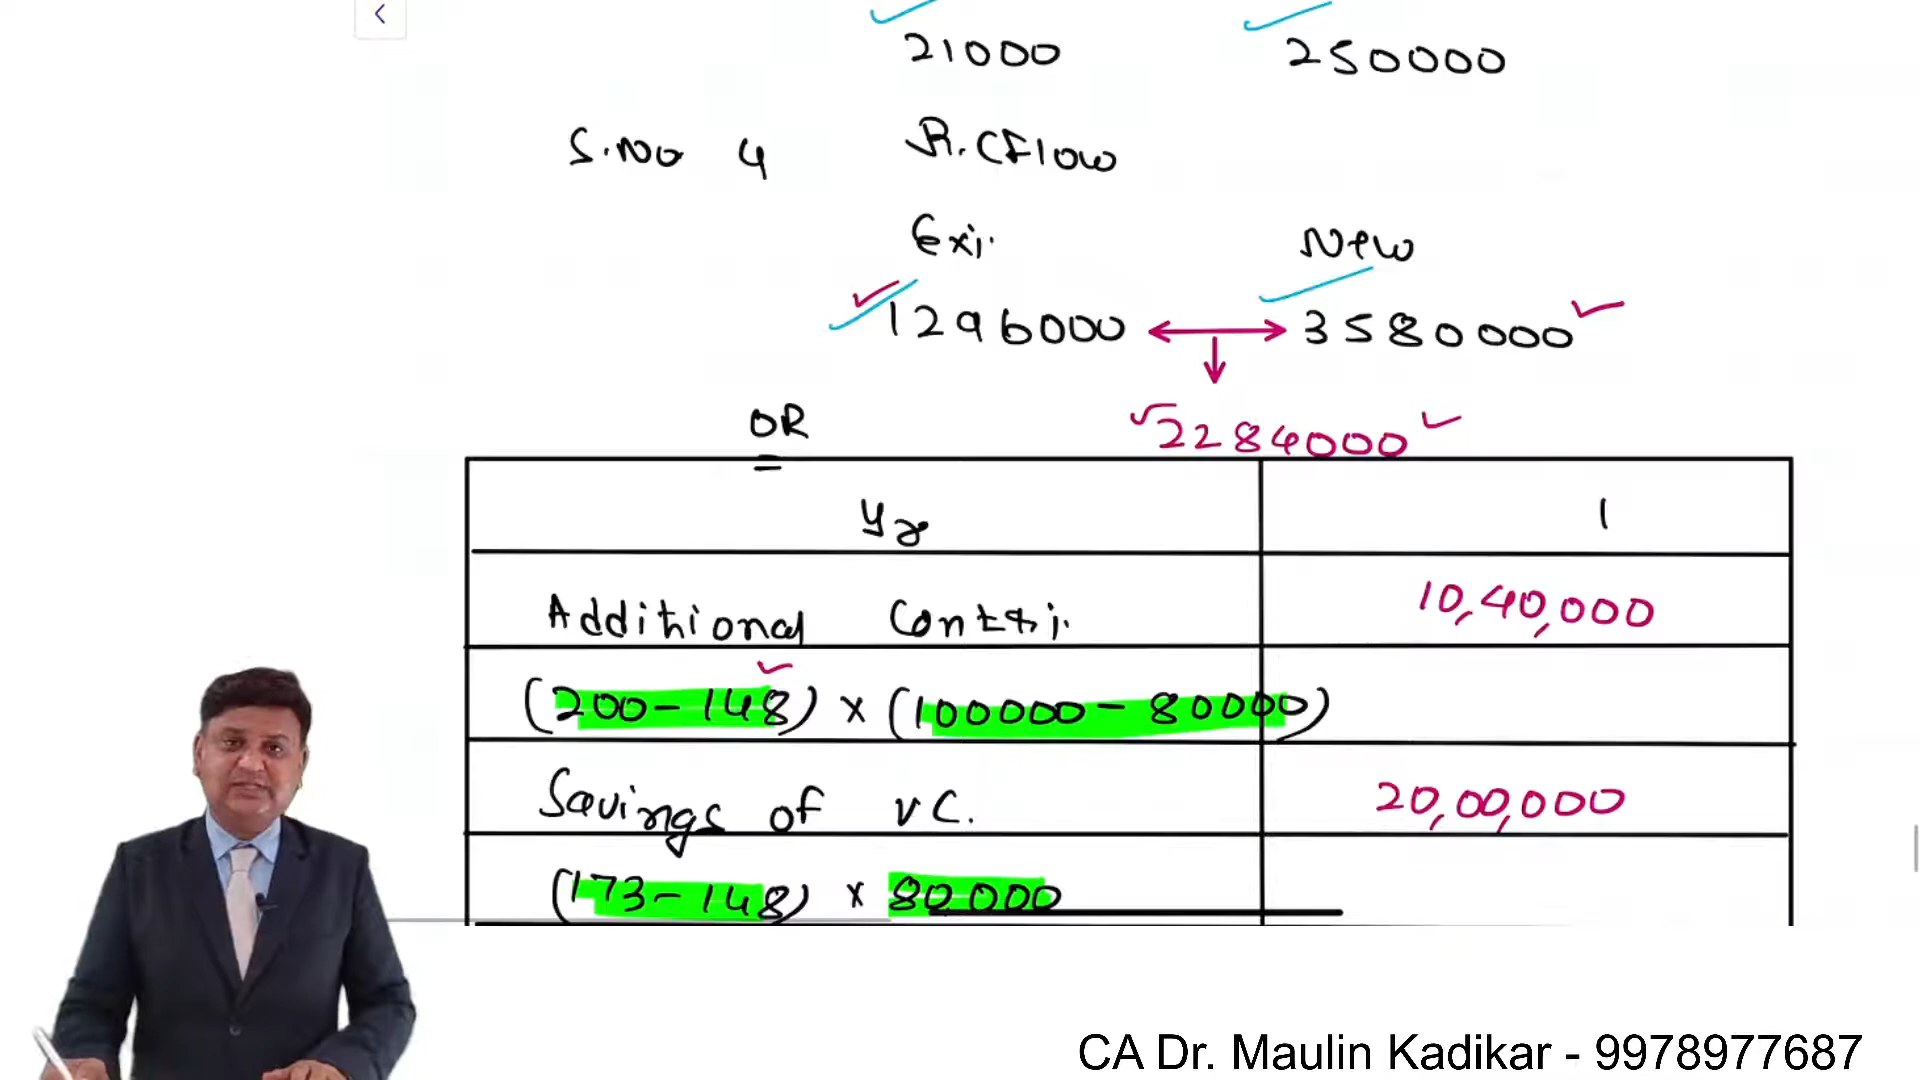 21000 250000
S.No 4 R.CFlow
Exi. New
1296000 3580000
OR 2284000
Yr 1
Additional Contri. 10,40,000
(200-148) x (100000-80000)
Savings of VC. 20,00,000
(173-148) x 80000
CA Dr. Maulin Kadikar - 9978977687